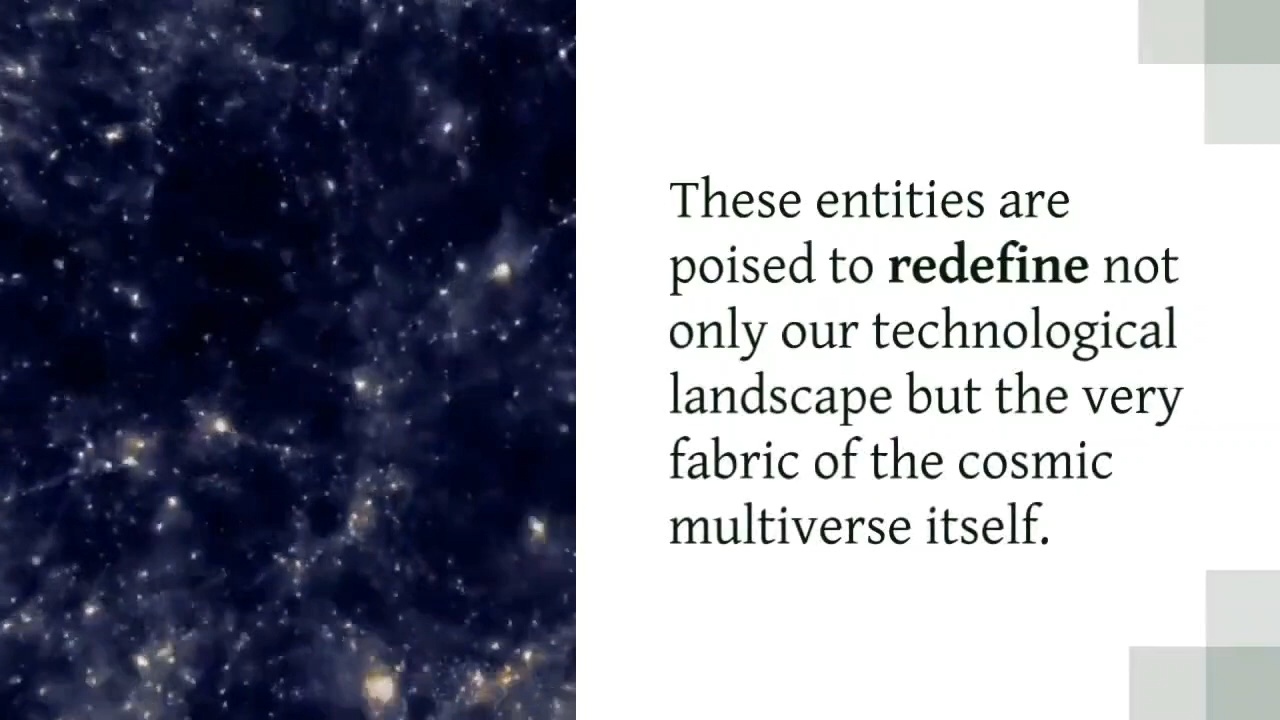 These entities are
poised to redefine not
only our technological
landscape but the very
fabric of the cosmic
multiverse itself.